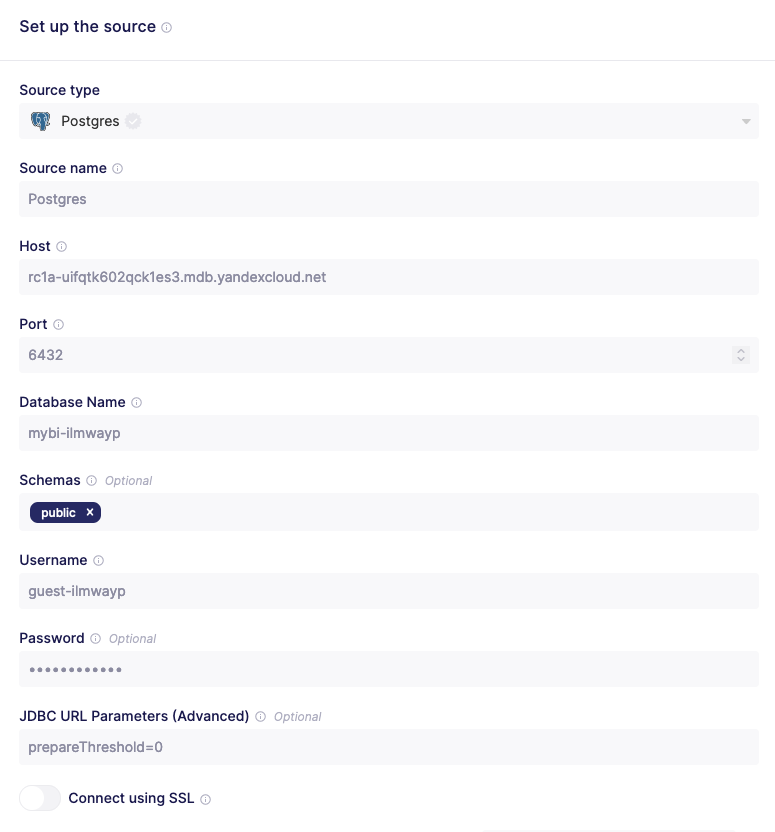 Set up the source
Source type
Postgres
Source name
Postgres
Host
rc1a-uifqtk602qck1es3.mdb.yandexcloud.net
Port
6432
Database Name
mybi-ilmwayp
Schemas Optional
public ×
Username
guest-ilmwayp
Password Optional
••••••••••••
JDBC URL Parameters (Advanced) Optional
prepareThreshold=0
Connect using SSL